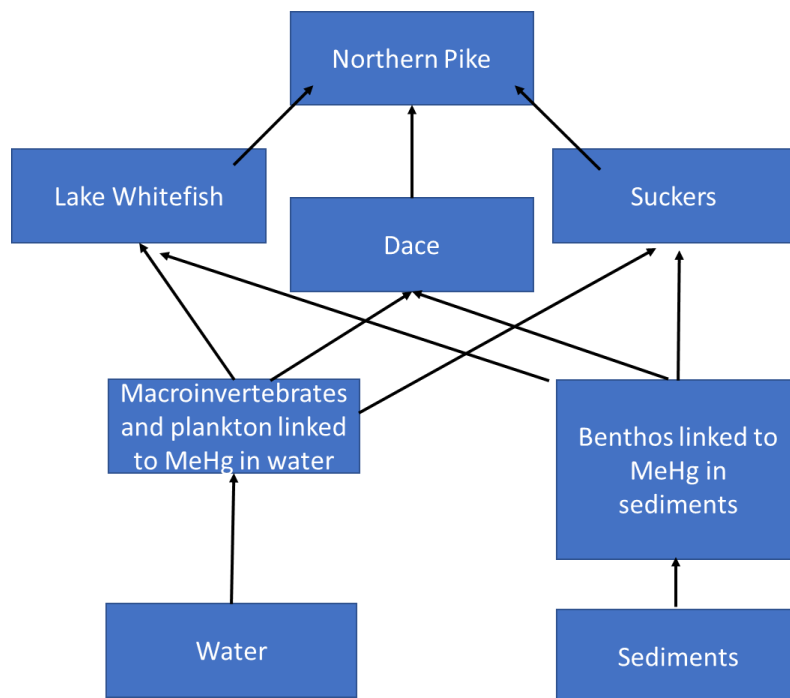 Northern Pike
Lake Whitefish
Dace
Suckers
Macroinvertebrates
and plankton linked
to MeHg in water
Benthos linked to
MeHg in
sediments
Water
Sediments